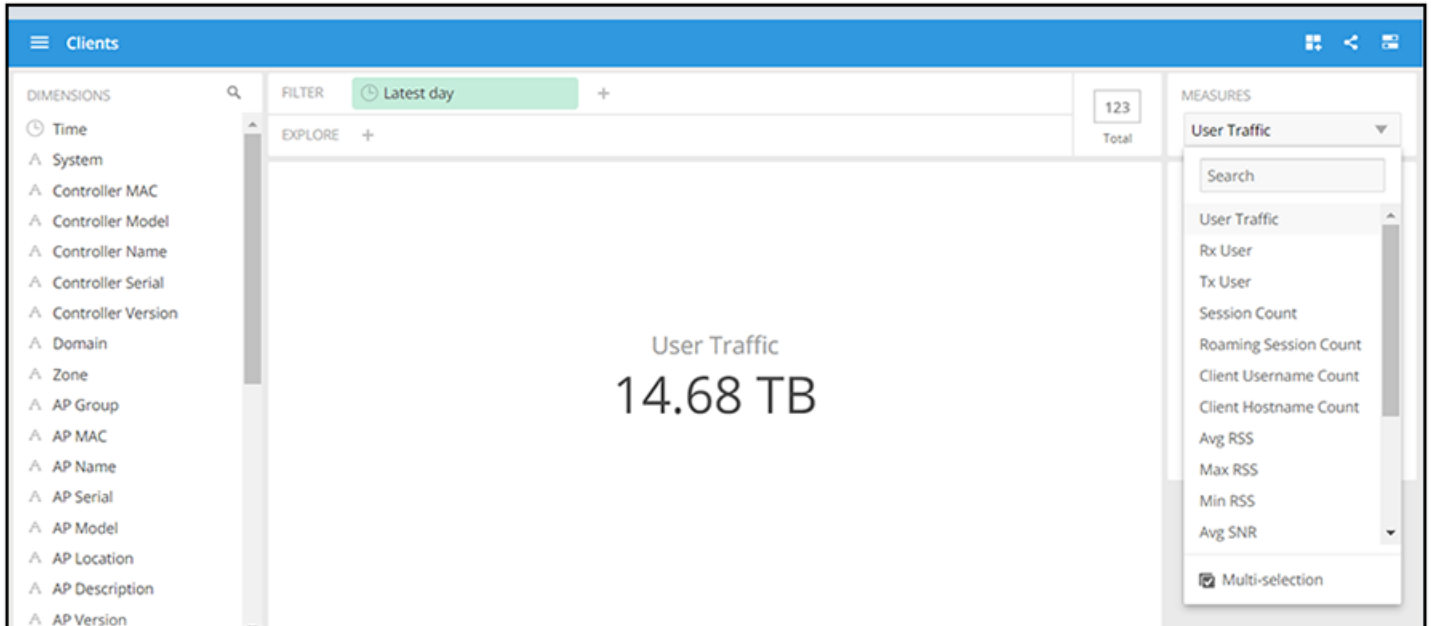 Clients
DIMENSIONS
Time
System
Controller MAC
Controller Model
Controller Name
Controller Serial
Controller Version
Domain
Zone
AP Group
AP MAC
AP Name
AP Serial
AP Model
AP Location
AP Description
AP Version
FILTER Latest day +
EXPLORE +
123
Total
User Traffic
14.68 TB
MEASURES
User Traffic
Search
User Traffic
Rx User
Tx User
Session Count
Roaming Session Count
Client Username Count
Client Hostname Count
Avg RSS
Max RSS
Min RSS
Avg SNR
Multi-selection